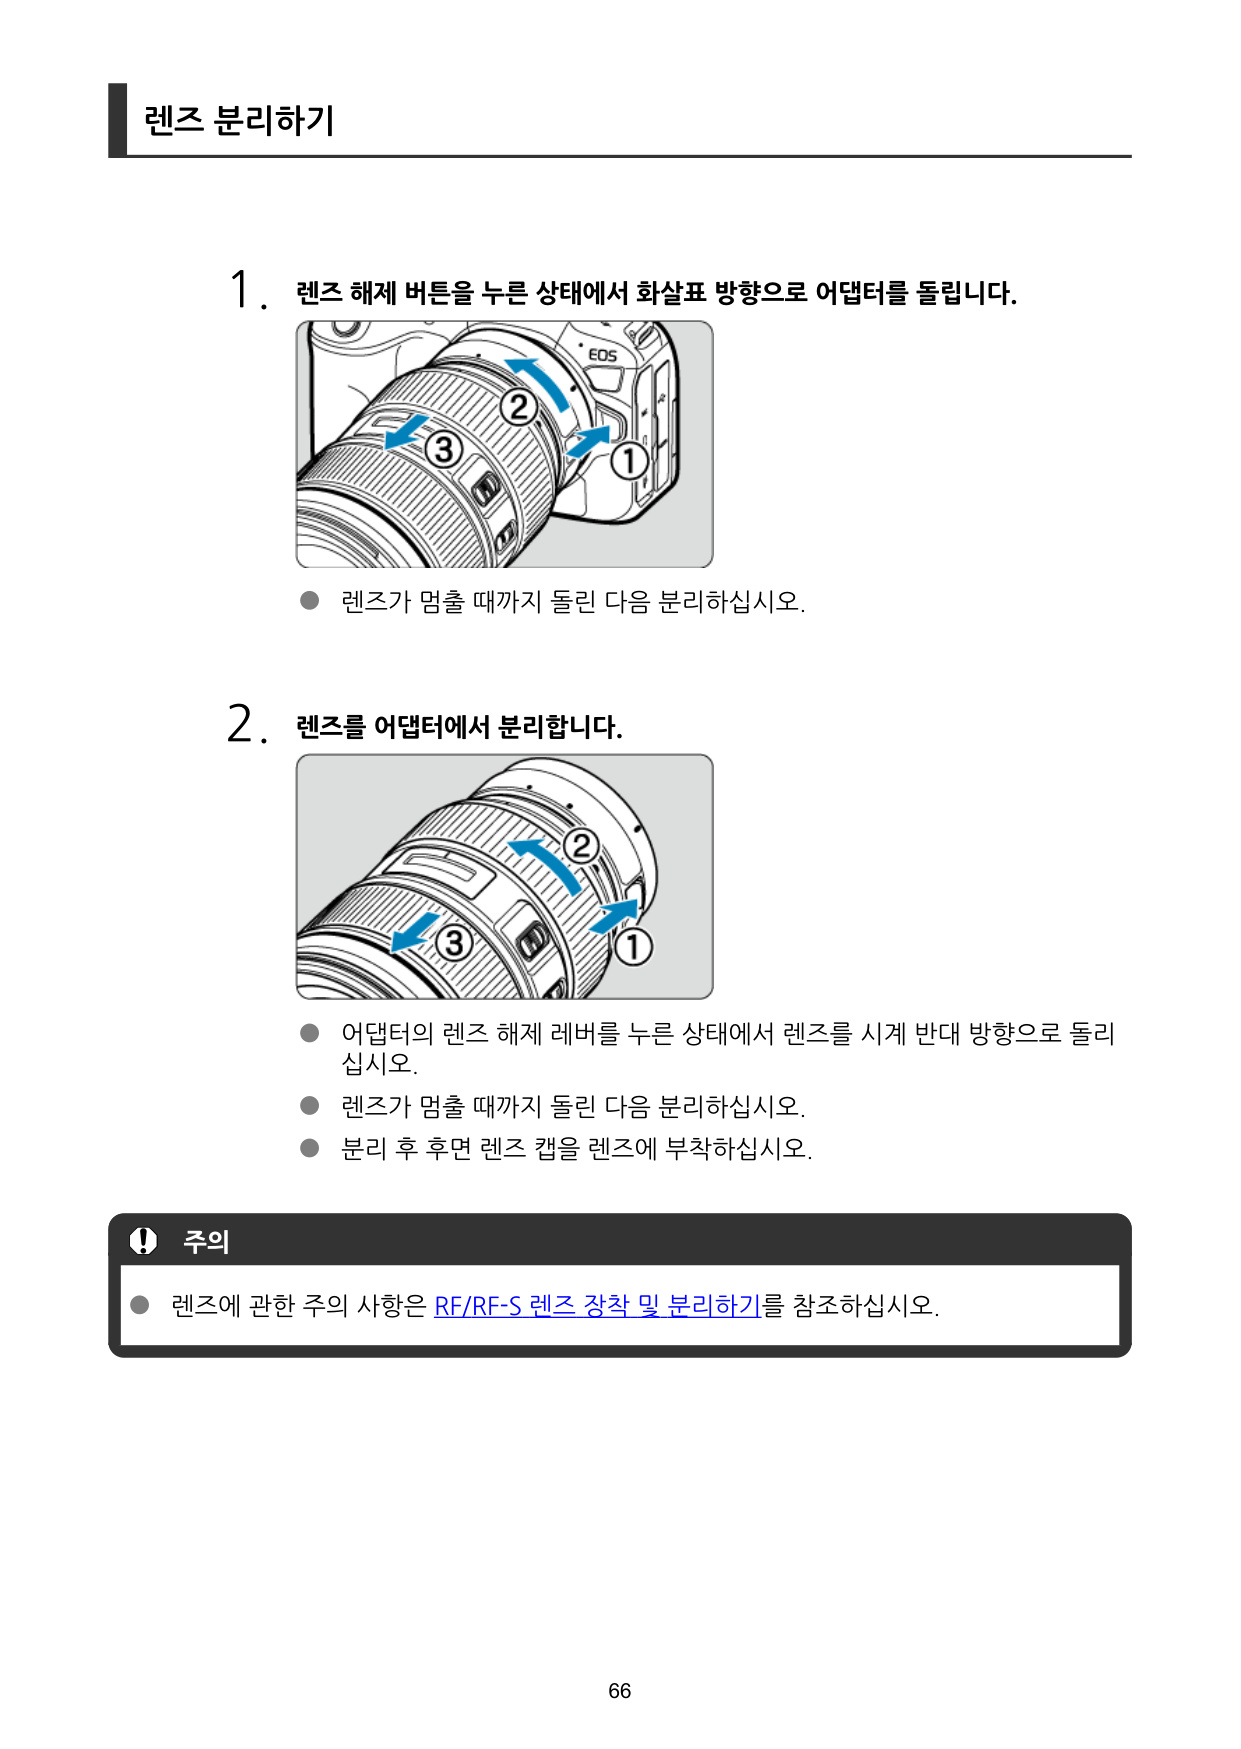 렌즈 분리하기
1. 렌즈 해제 버튼을 누른 상태에서 화살표 방향으로 어댑터를 돌립니다.
EOS
②
③
①
● 렌즈가 멈출 때까지 돌린 다음 분리하십시오.
2. 렌즈를 어댑터에서 분리합니다.
②
③
①
● 어댑터의 렌즈 해제 레버를 누른 상태에서 렌즈를 시계 반대 방향으로 돌리
십시오.
● 렌즈가 멈출 때까지 돌린 다음 분리하십시오.
● 분리 후 후면 렌즈 캡을 렌즈에 부착하십시오.
주의
● 렌즈에 관한 주의 사항은 RF/RF-S 렌즈 장착 및 분리하기를 참조하십시오.
66